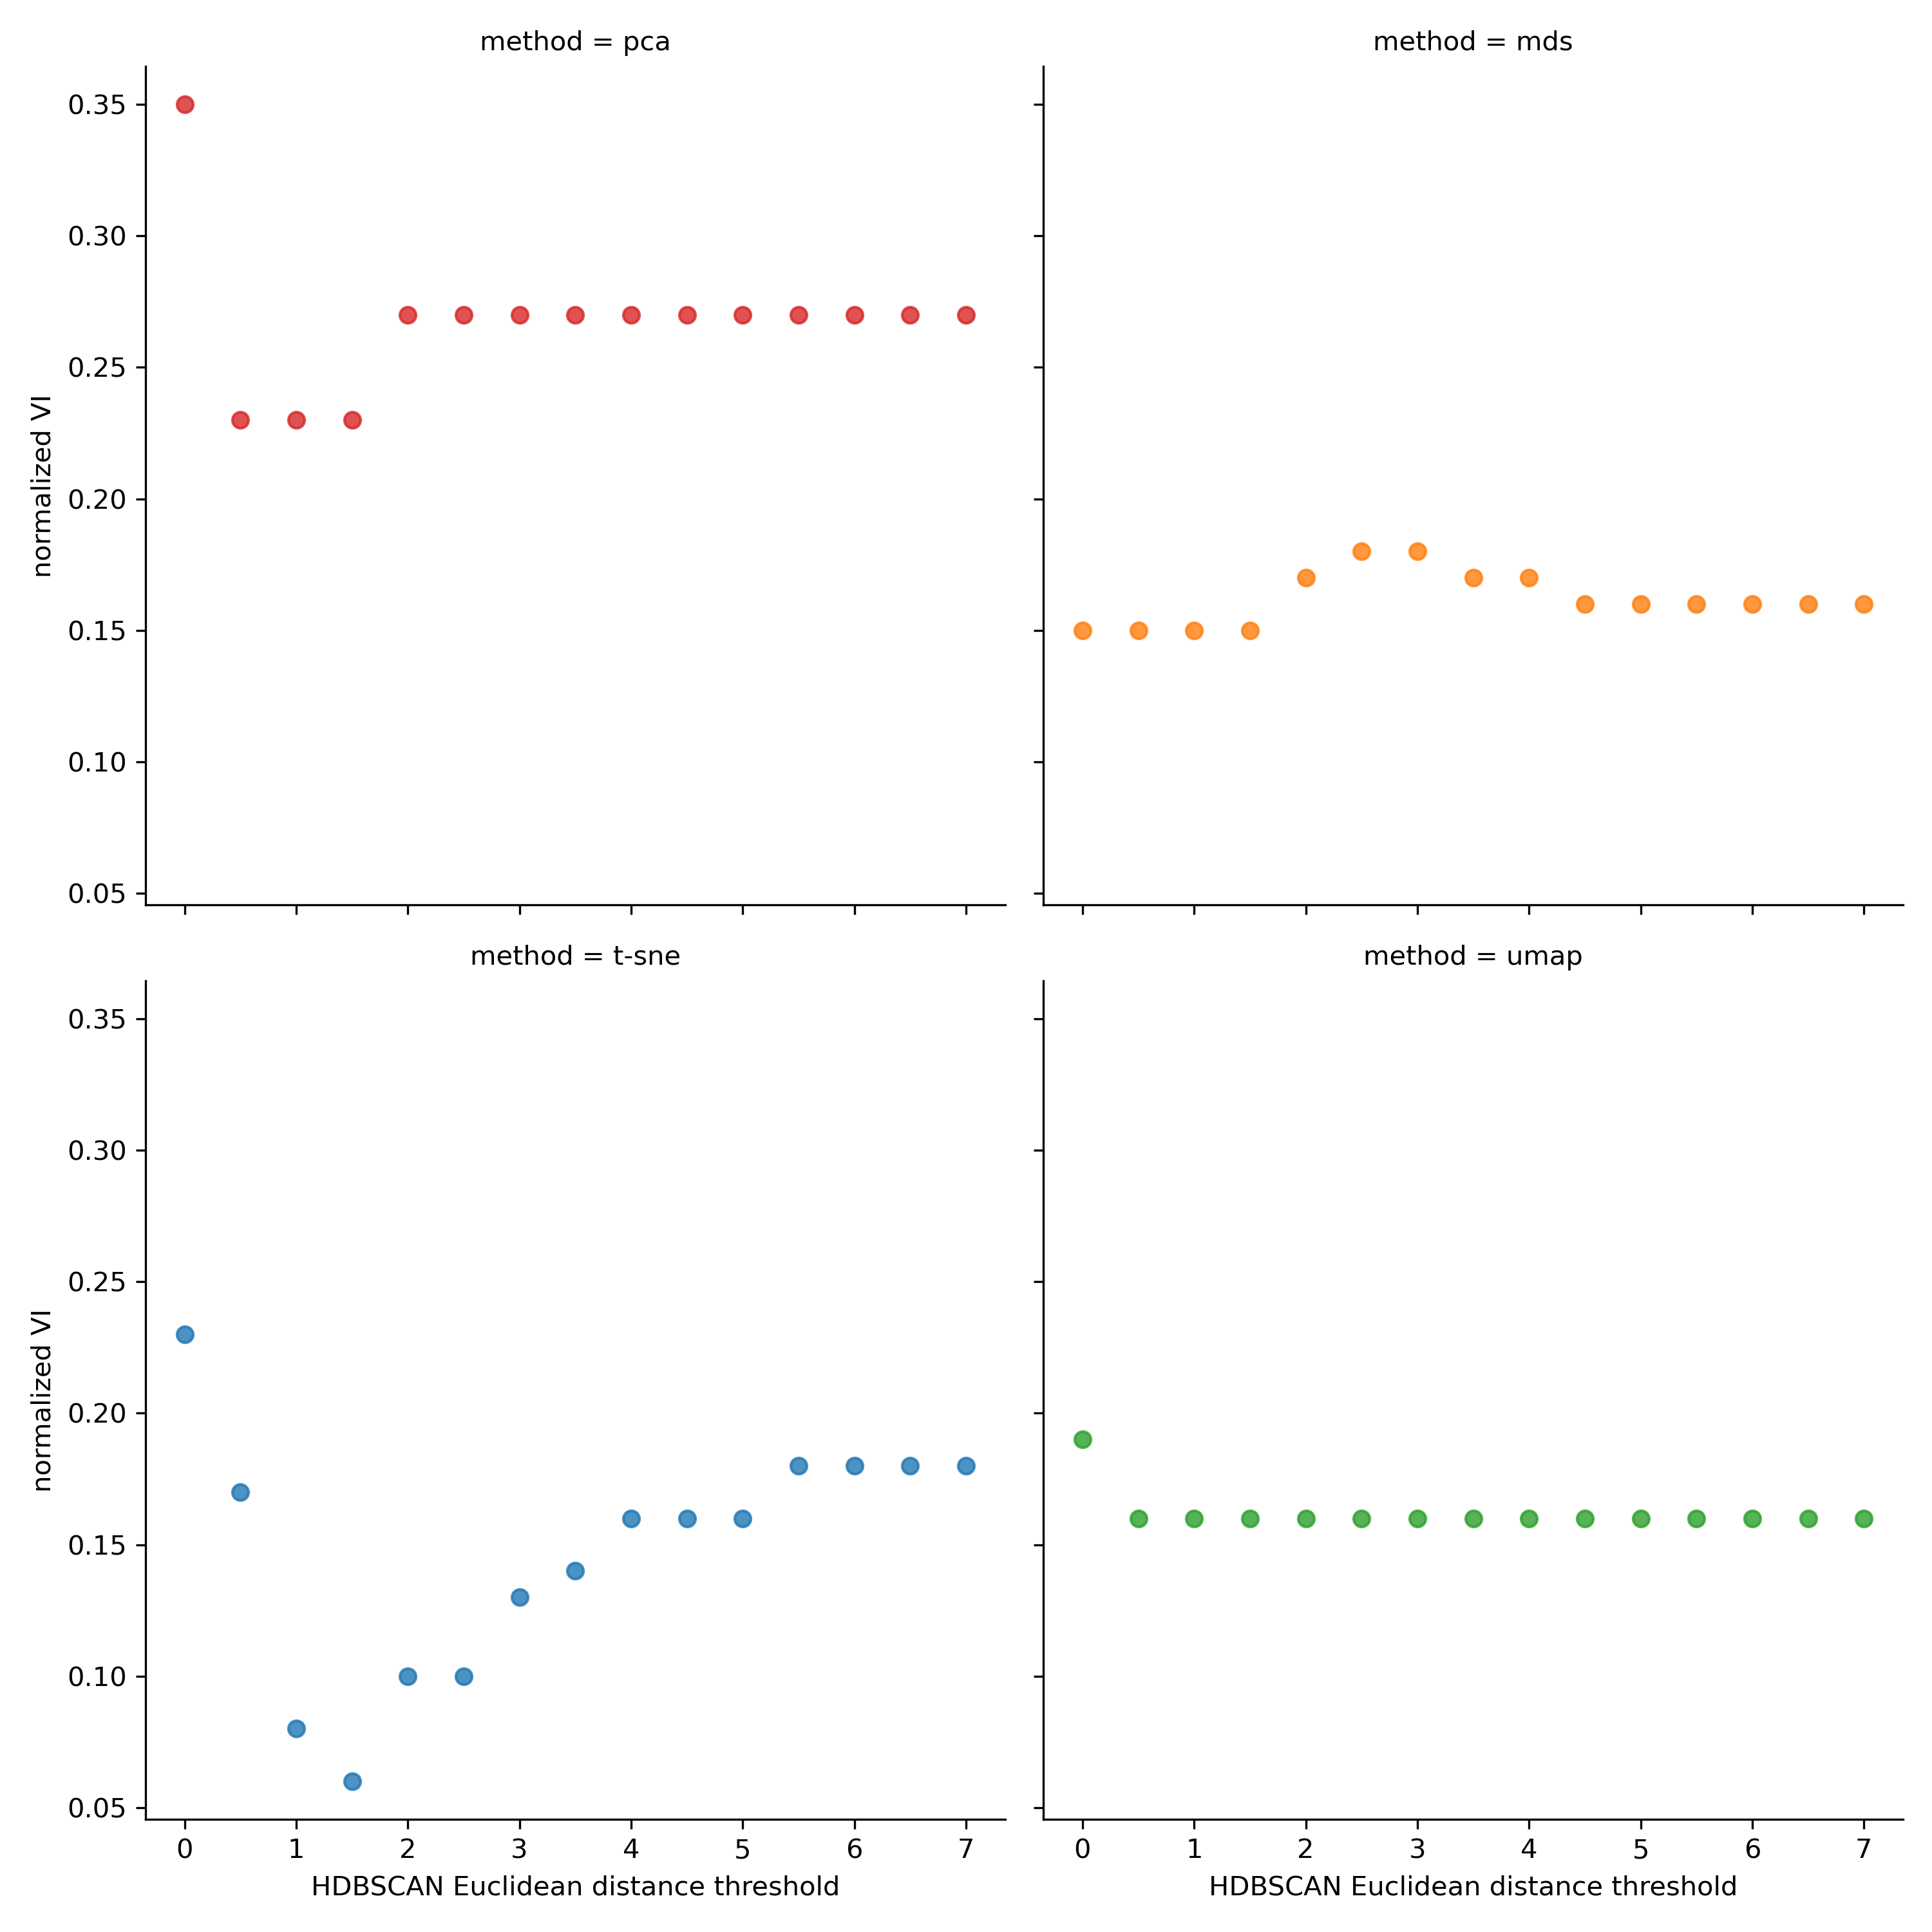 method = pca
method = mds
0.35
0.30
0.25
0.20
0.15
0.10
0.05
normalized VI
method = t-sne
method = umap
0.35
0.30
0.25
0.20
0.15
0.10
0.05
normalized VI
0 1 2 3 4 5 6 7
0 1 2 3 4 5 6 7
HDBSCAN Euclidean distance threshold
HDBSCAN Euclidean distance threshold